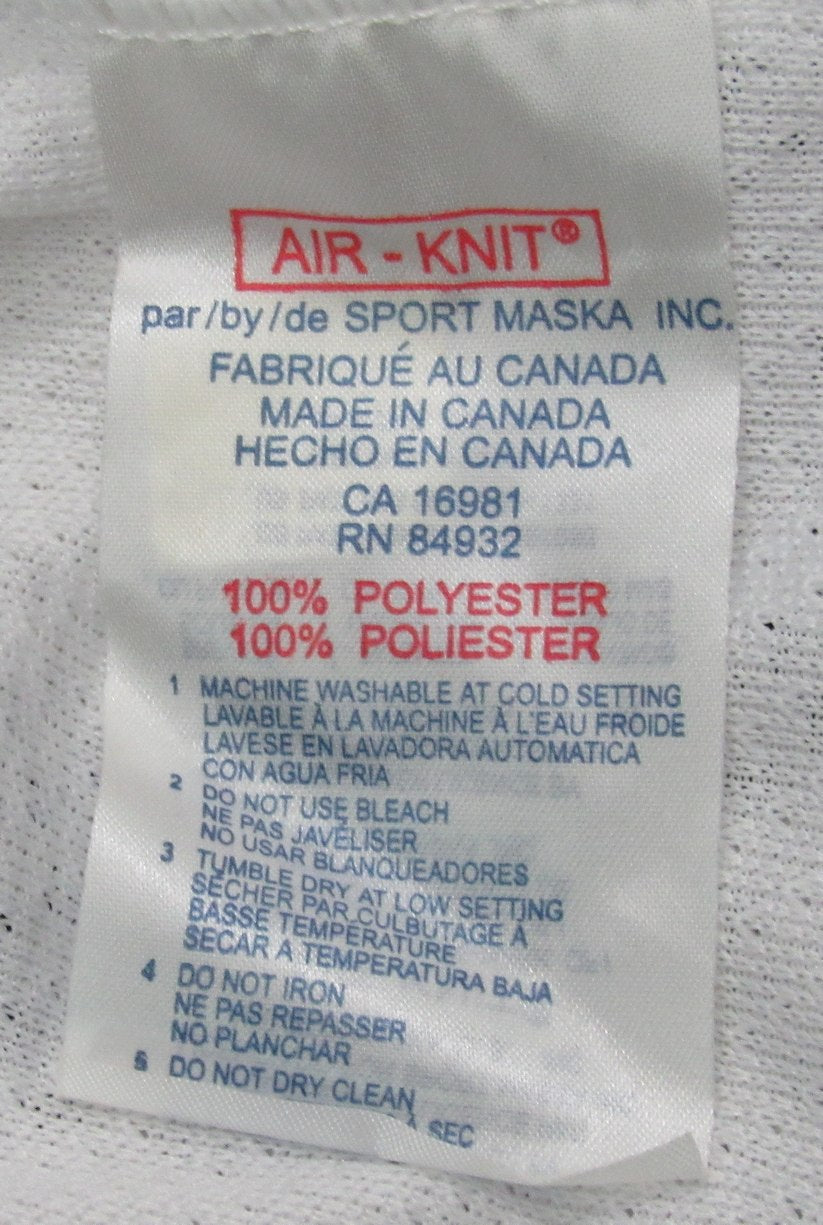 AIR - KNIT®
par/by/de SPORT MASKA INC.
FABRIQUÉ AU CANADA
MADE IN CANADA
HECHO EN CANADA
CA 16981
RN 84932
100% POLYESTER
100% POLIESTER
1 MACHINE WASHABLE AT COLD SETTING
LAVABLE À LA MACHINE À L'EAU FROIDE
LAVESE EN LAVADORA AUTOMATICA
CON AGUA FRIA
2 DO NOT USE BLEACH
NE PAS JAVÉLISER
NO USAR BLANQUEADORES
3 TUMBLE DRY AT LOW SETTING
SÉCHER PAR CULBUTAGE À
BASSE TEMPÉRATURE
SECAR A TEMPERATURA BAJA
4 DO NOT IRON
NE PAS REPASSER
NO PLANCHAR
5 DO NOT DRY CLEAN
À SEC